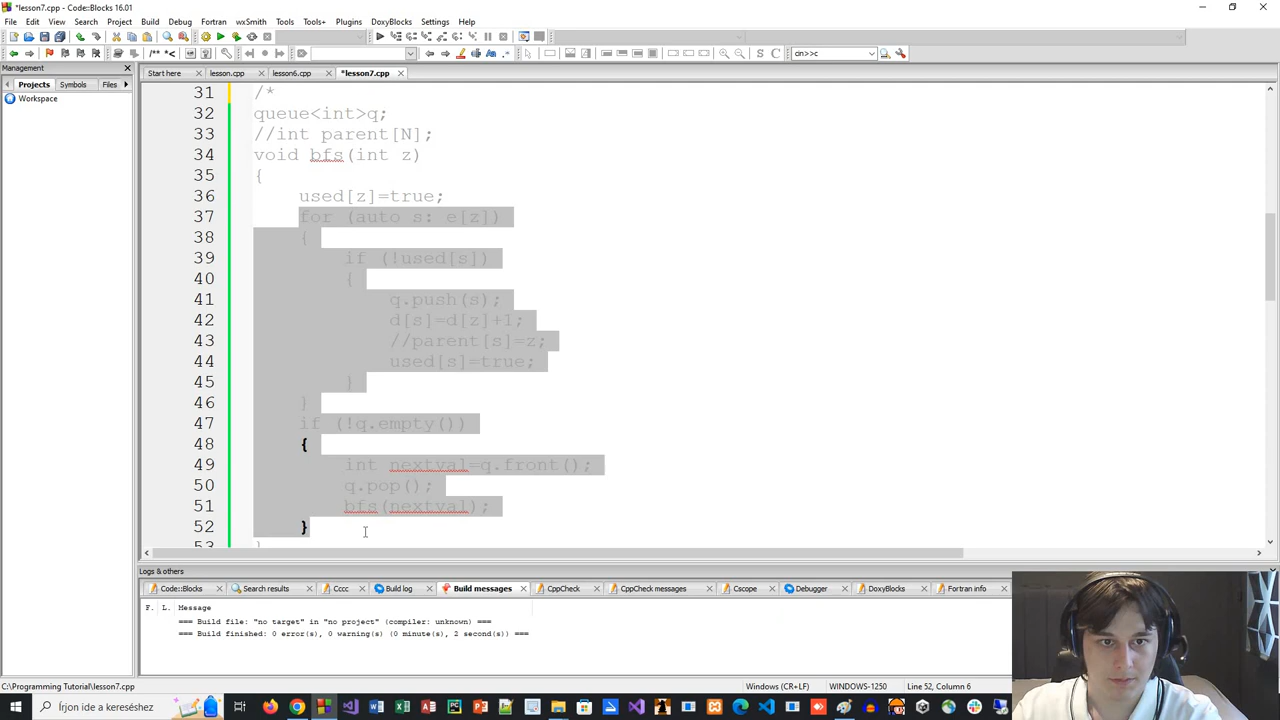 *lesson7.cpp - Code::Blocks 16.01
File Edit View Search Project Build Debug Fortran wxSmith Tools Tools+ Plugins DoxyBlocks Settings Help
/** *<
S C cin>>c
Management
Projects Symbols Files
Workspace
Start here lesson.cpp lesson6.cpp *lesson7.cpp
31 /*
32 queue<int>q;
33 //int parent[N];
34 void bfs(int z)
35 {
36 used[z]=true;
37 for (auto s: e[z])
38 {
39 if (!used[s])
40 {
41 q.push(s);
42 d[s]=d[z]+1;
43 //parent[s]=z;
44 used[s]=true;
45 }
46 }
47 if (!q.empty())
48 {
49 int nextval=q.front();
50 q.pop();
51 bfs(nextval);
52 }
53 }
Logs & others
Code::Blocks Search results Cccc Build log Build messages CppCheck CppCheck messages Cscope Debugger DoxyBlocks Fortran info
F. L. Message
=== Build file: "no target" in "no project" (compiler: unknown) ===
=== Build finished: 0 error(s), 0 warning(s) (0 minute(s), 2 second(s)) ===
C:\Programming Tutorial\lesson7.cpp Windows (CR+LF) WINDOWS-1250 Line 52, Column 6
Írjon ide a kereséshez